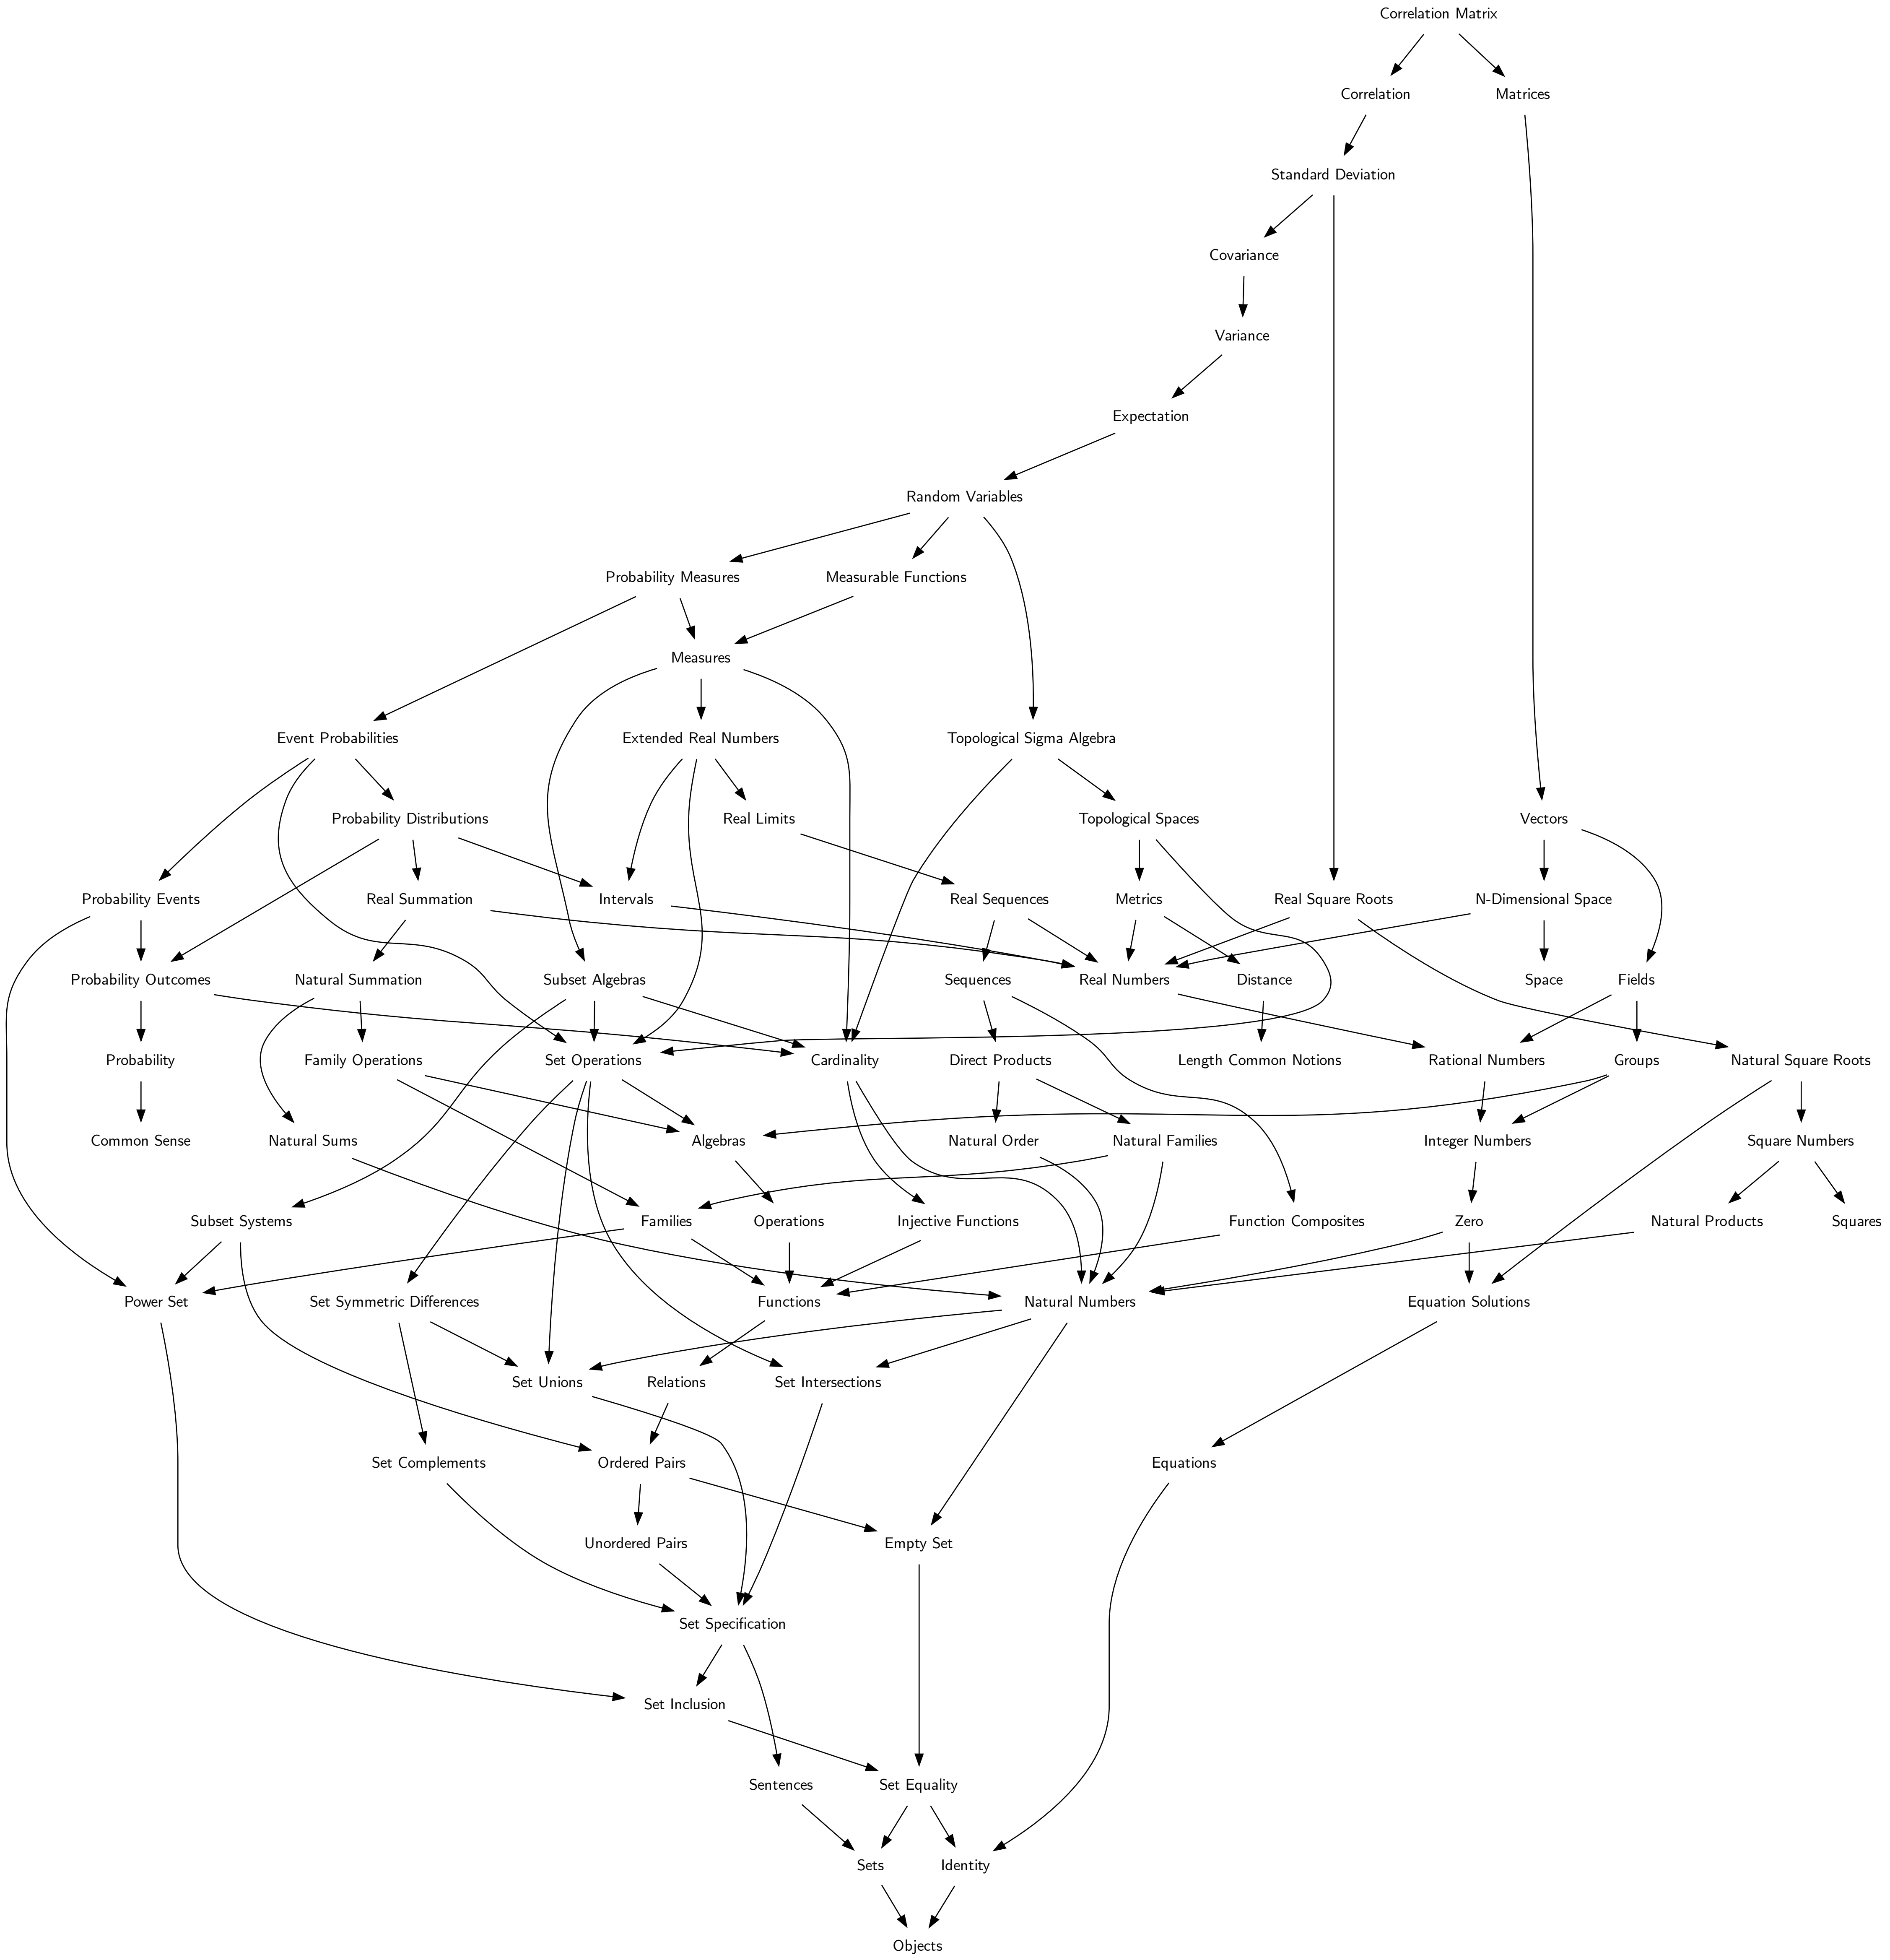 Correlation Matrix
Correlation
Matrices
Standard Deviation
Covariance
Variance
Expectation
Random Variables
Probability Measures
Measurable Functions
Measures
Event Probabilities
Extended Real Numbers
Topological Sigma Algebra
Probability Distributions
Real Limits
Topological Spaces
Vectors
Probability Events
Real Summation
Intervals
Real Sequences
Metrics
Real Square Roots
N-Dimensional Space
Probability Outcomes
Natural Summation
Subset Algebras
Sequences
Real Numbers
Distance
Space
Fields
Probability
Family Operations
Set Operations
Cardinality
Direct Products
Length Common Notions
Rational Numbers
Groups
Natural Square Roots
Common Sense
Natural Sums
Algebras
Natural Order
Natural Families
Integer Numbers
Square Numbers
Subset Systems
Families
Operations
Injective Functions
Function Composites
Zero
Natural Products
Squares
Power Set
Set Symmetric Differences
Functions
Natural Numbers
Equation Solutions
Set Unions
Relations
Set Intersections
Set Complements
Ordered Pairs
Equations
Unordered Pairs
Empty Set
Set Specification
Set Inclusion
Sentences
Set Equality
Sets
Identity
Objects